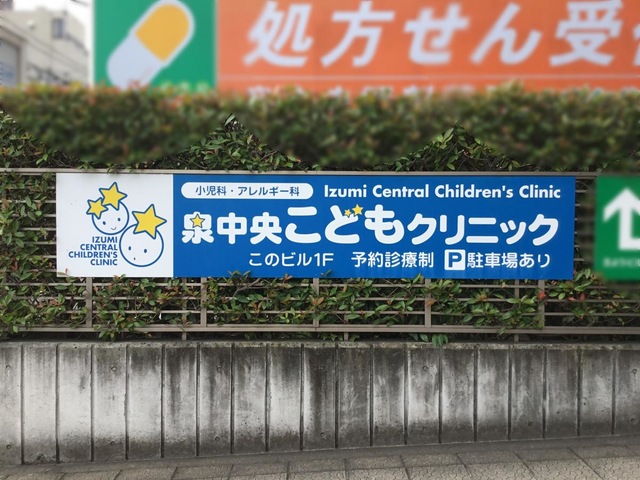 処方せん受
IZUMI
CENTRAL
CHILDREN'S
CLINIC
小児科・アレルギー科
Izumi Central Children's Clinic
泉中央こどもクリニック
このビル1F 予約診療制 P駐車場あり